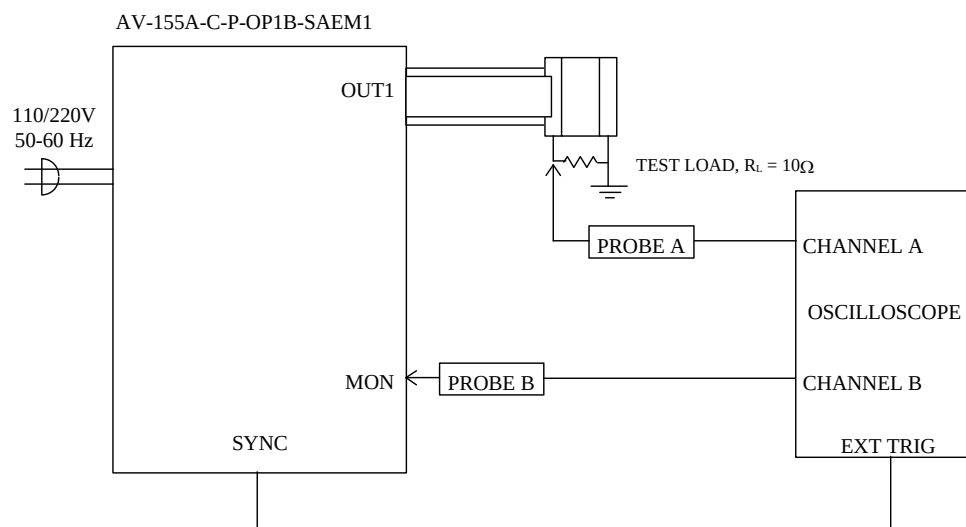 AV-155A-C-P-OP1B-SAEM1
OUT1
110/220V
50-60 Hz
TEST LOAD, RL = 10Ω
PROBE A
CHANNEL A
OSCILLOSCOPE
MON
PROBE B
CHANNEL B
SYNC
EXT TRIG